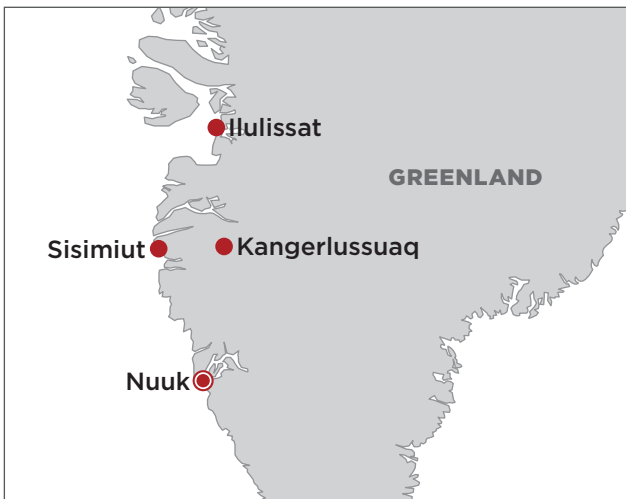 Ilulissat
GREENLAND
Sisimiut
Kangerlussuaq
Nuuk